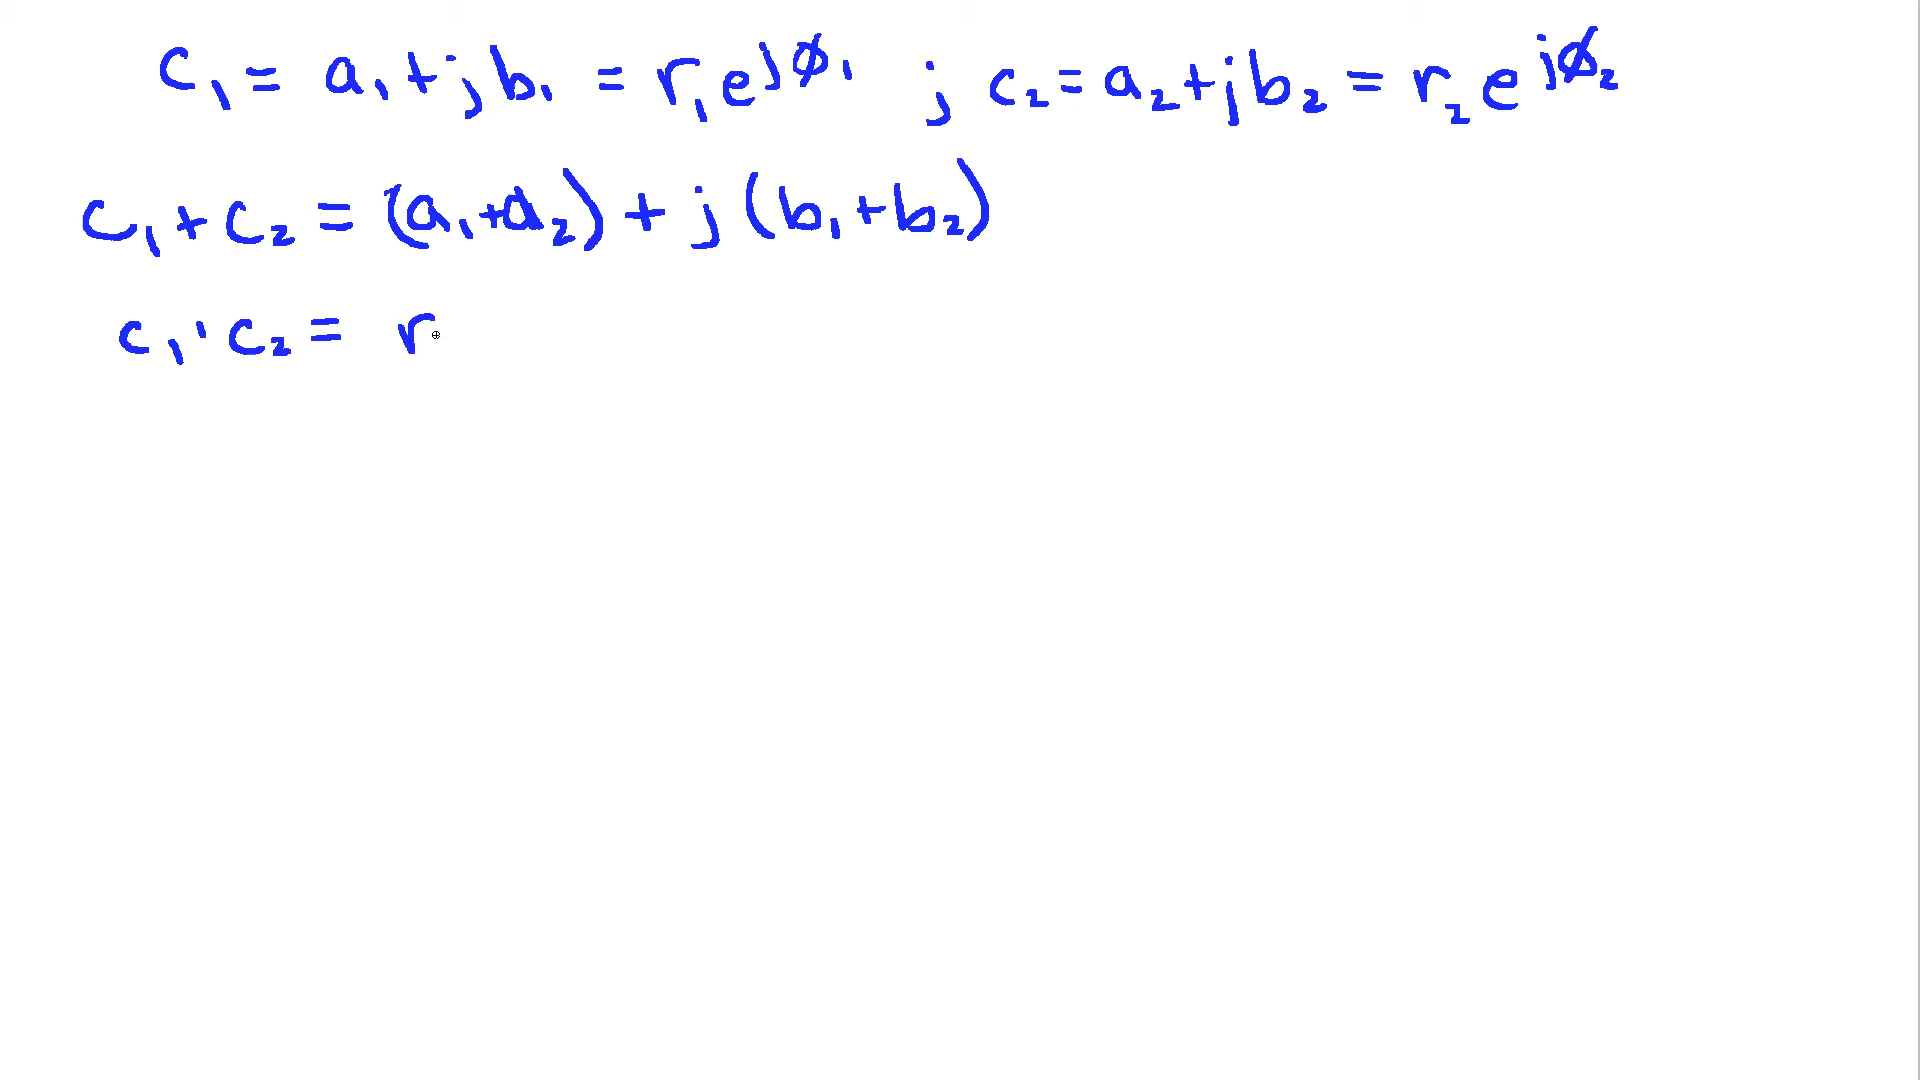 c₁ = a₁ + jb₁ = r₁e^{jϕ₁} ; c₂ = a₂ + jb₂ = r₂e^{jϕ₂}
c₁ + c₂ = (a₁+a₂) + j(b₁+b₂)
c₁ · c₂ = r